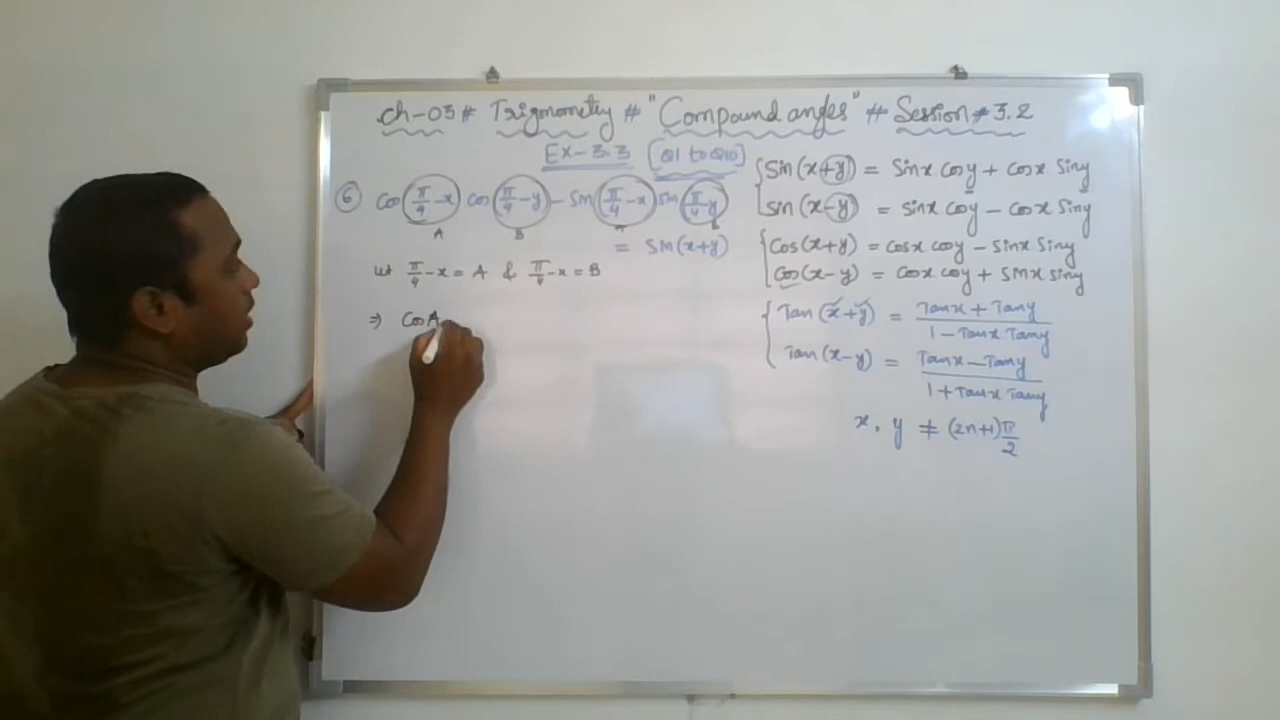 ch-03 # Trignometry # "Compound angles" # Session # 3.2
Ex-3.3 [Q1 to Q10]
⑥ cos(π/4-x) cos(π/4-y) - sin(π/4-x) sin(π/4-y)
A B A B
= sin(x+y)
let π/4-x = A & π/4-x = B
⇒ cosA
sin(x+y) = sinx cosy + cosx siny
sin(x-y) = sinx cosy - cosx siny
cos(x+y) = cosx cosy - sinx siny
cos(x-y) = cosx cosy + sinx siny
Tan(x+y) = Tanx + Tany
1 - Tanx Tany
Tan(x-y) = Tanx - Tany
1 + Tanx Tany
x, y ≠ (2n+1)π/2